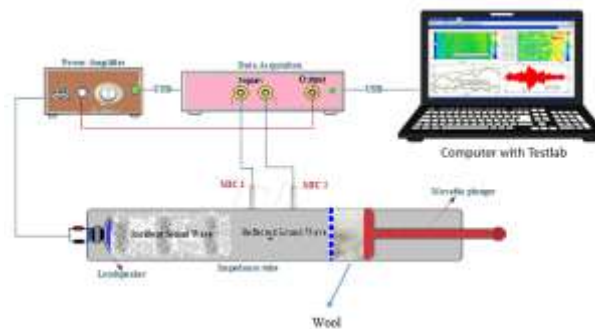 Power Amplifier
Data Acquisition
Signals
Output
USB
USB
Computer with Testlab
MIC 1
MIC 2
Movable plunger
Incident Sound Wave
Reflected Sound Wave
Loudspeaker
Impedance tube
Wool